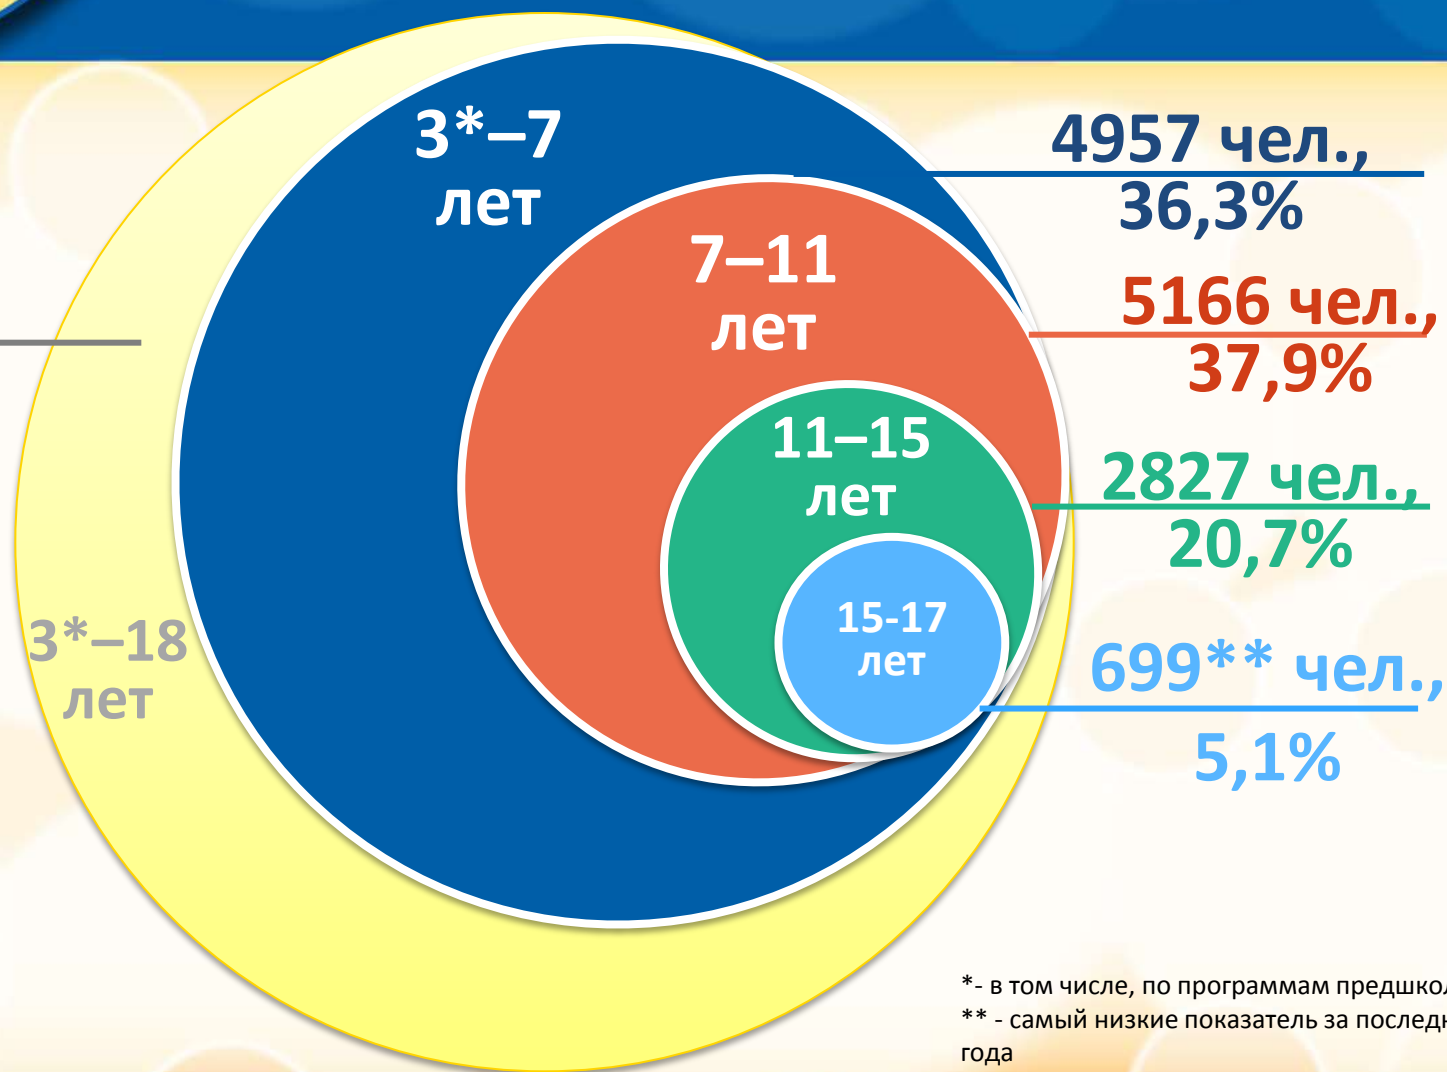 3*–7
лет
4957 чел.,
36,3%
7–11
лет
5166 чел.,
37,9%
11–15
лет
2827 чел.,
20,7%
3*–18
лет
15-17
лет
699** чел.,
5,1%
*- в том числе, по программам
** - самый низкие показатель за
года